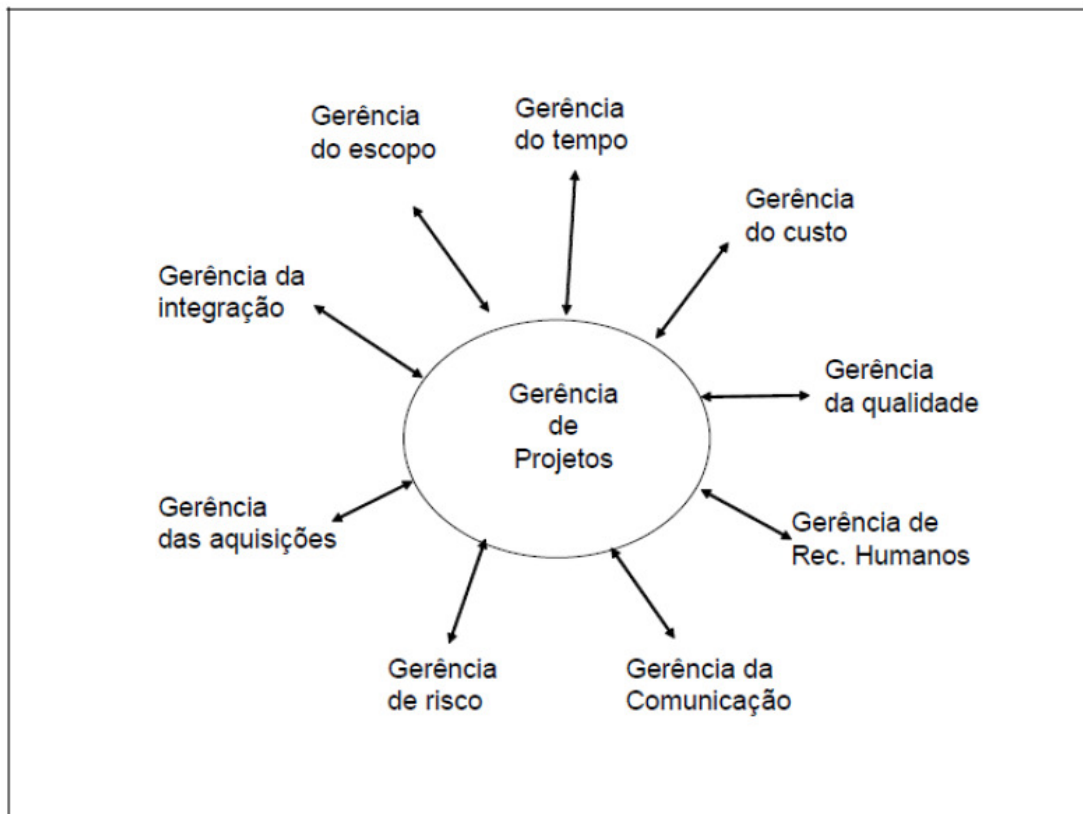 Gerência
do escopo
Gerência
do tempo
Gerência
do custo
Gerência da
integração
Gerência
da qualidade
Gerência
de
Projetos
Gerência
das aquisições
Gerência de
Rec. Humanos
Gerência
de risco
Gerência da
Comunicação